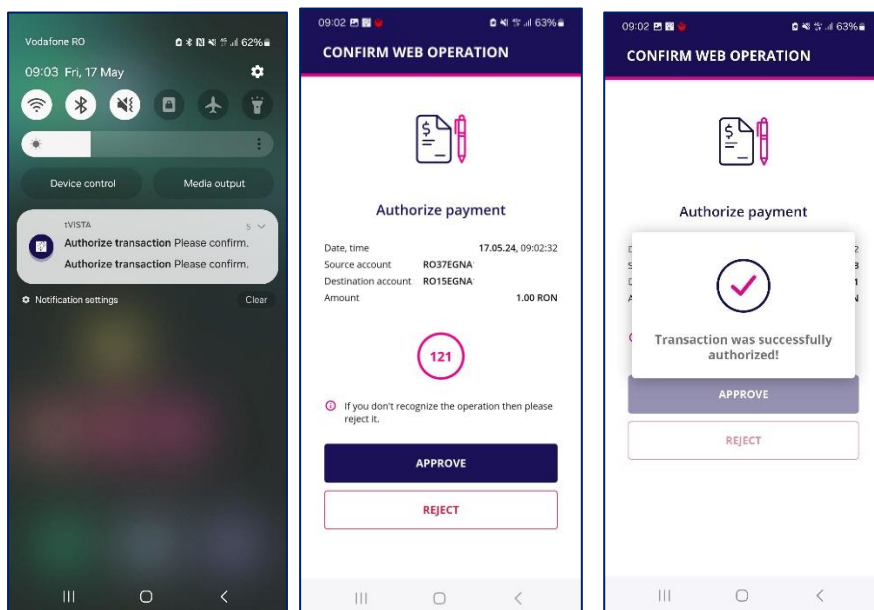 Vodafone RO 62%
09:03 Fri, 17 May
Device control Media output
tVISTA 5
Authorize transaction Please confirm.
Authorize transaction Please confirm.
Notification settings Clear
09:02 63%
CONFIRM WEB OPERATION
$
Authorize payment
Date, time 17.05.24, 09:02:32
Source account RO37EGNA
Destination account RO15EGNA
Amount 1.00 RON
121
If you don't recognize the operation then please
reject it.
APPROVE
REJECT
09:02 63%
CONFIRM WEB OPERATION
$
Authorize payment
Transaction was successfully
authorized!
APPROVE
REJECT